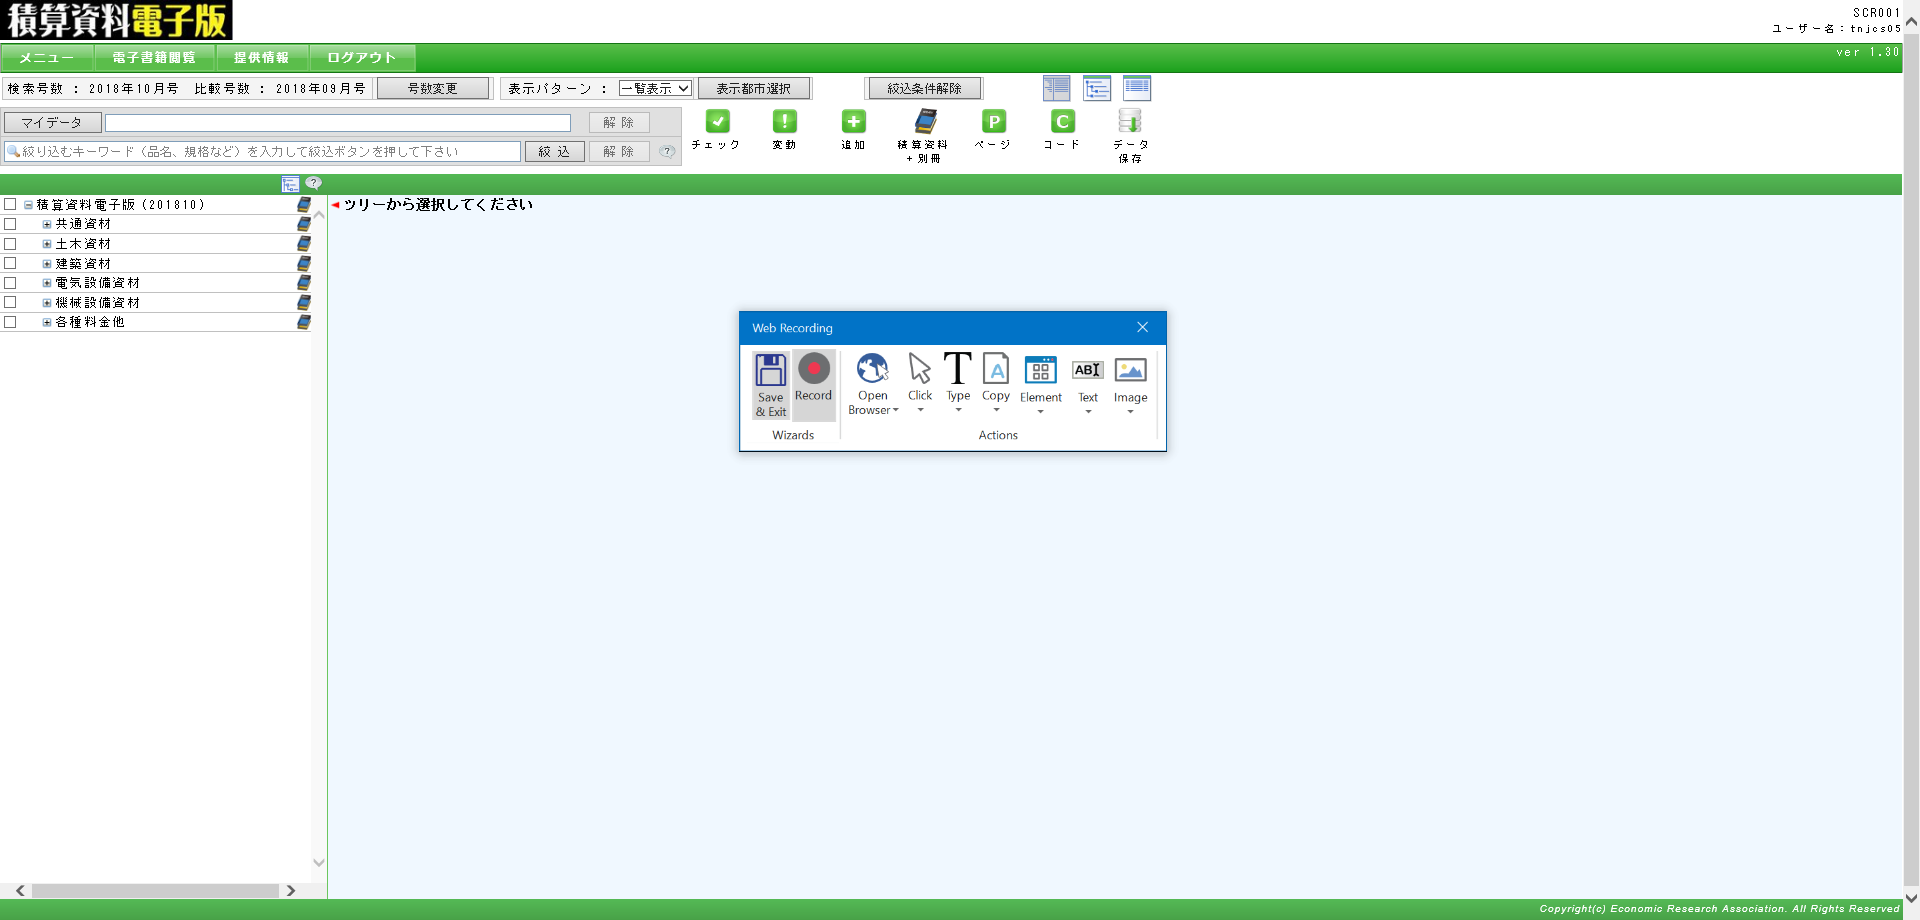 積算資料電子版
SCR001
ユーザー名：tnjcs05
メニュー 電子書籍閲覧 提供情報 ログアウト
ver 1.30
検索号数 ： 2018年10月号 比較号数 ： 2018年09月号 号数変更 表示パターン ： 一覧表示 表示都市選択 絞込条件解除
マイデータ 解 除
絞り込むキーワード（品名、規格など）を入力して絞込ボタンを押して下さい 絞 込 解 除 ?
チェック ! 変動 追加 積算資料+別冊 P ページ C コード データ保存
?
積算資料電子版（201810）
共通資材
土木資材
建築資材
電気設備資材
機械設備資材
各種料金他
ツリーから選択してください
Web Recording
Save & Exit Record Open Browser Click T Type A Copy Element ABI Text Image
Wizards Actions
Copyright(c) Economic Research Association. All Rights Reserved